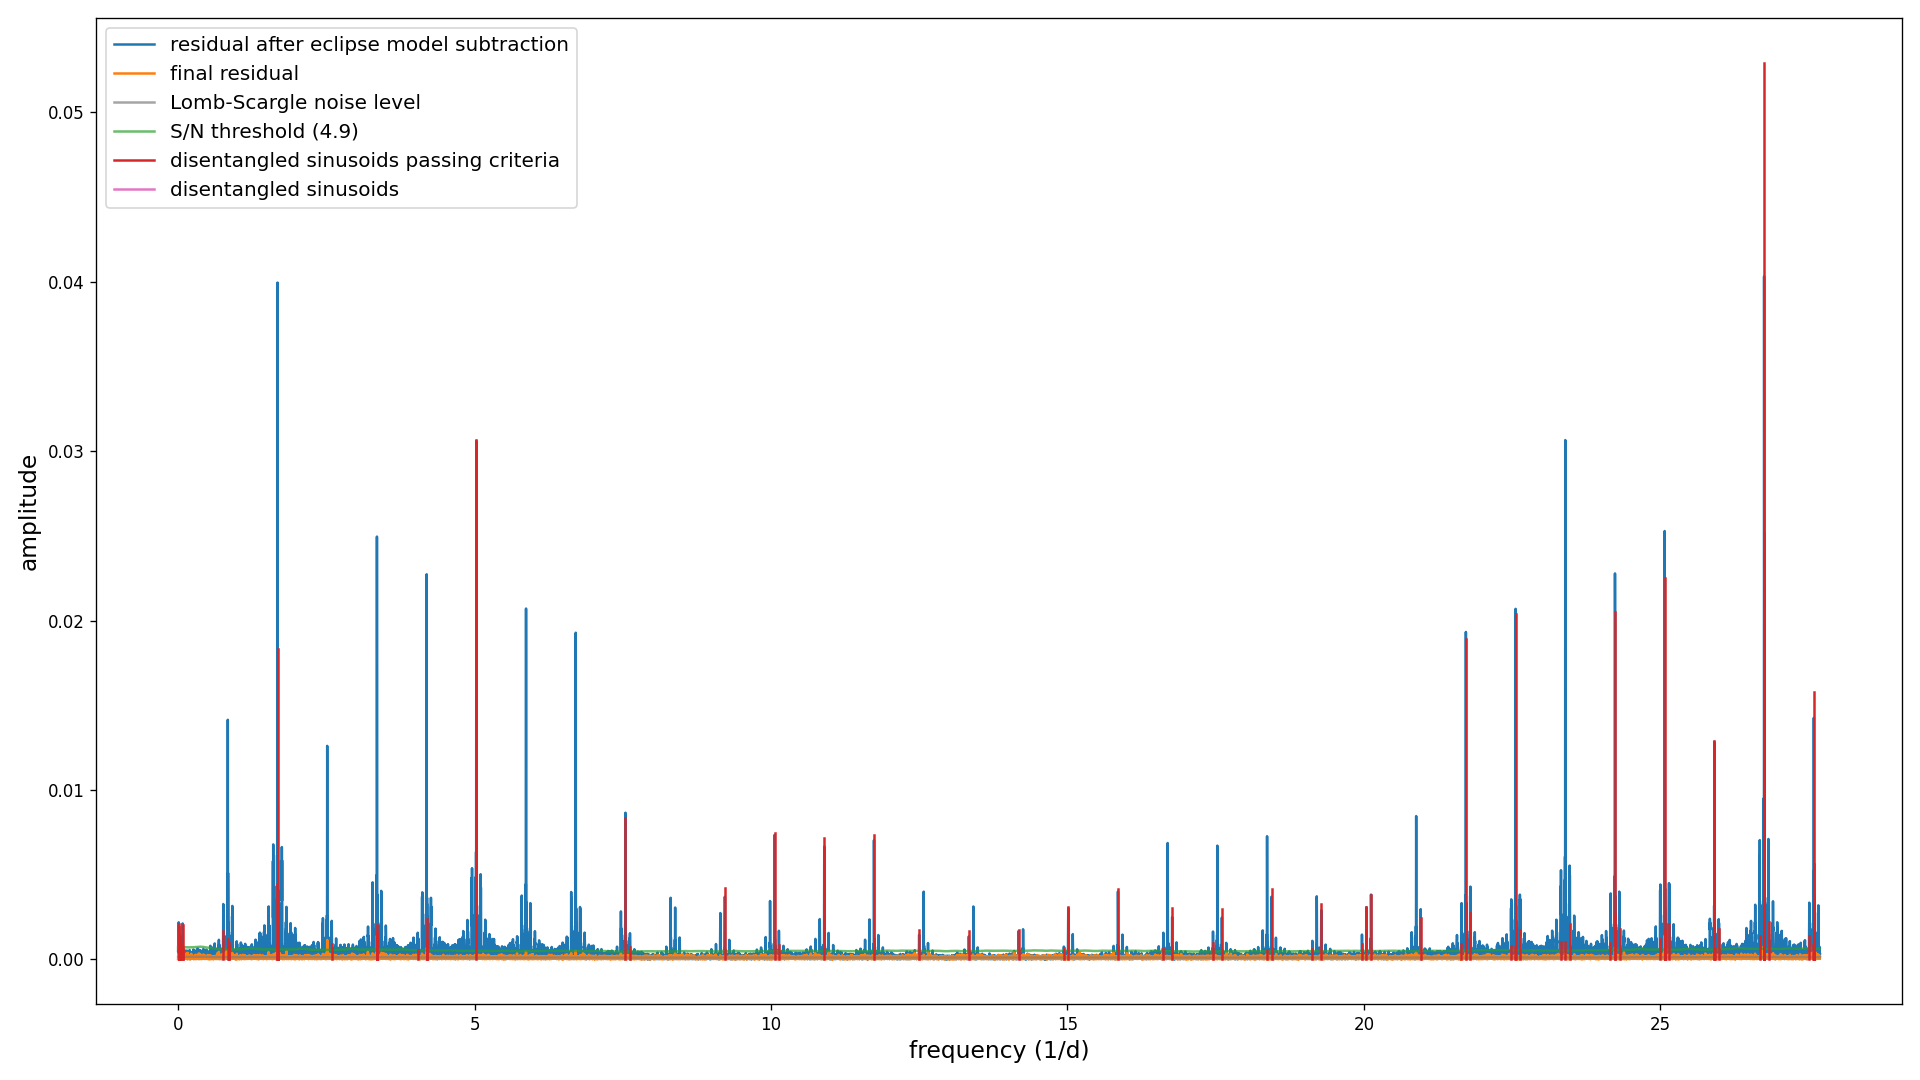 residual after eclipse model subtraction
final residual
Lomb-Scargle noise level
S/N threshold (4.9)
disentangled sinusoids passing criteria
disentangled sinusoids
0.05
0.04
0.03
0.02
0.01
0.00
amplitude
0 5 10 15 20 25
frequency (1/d)